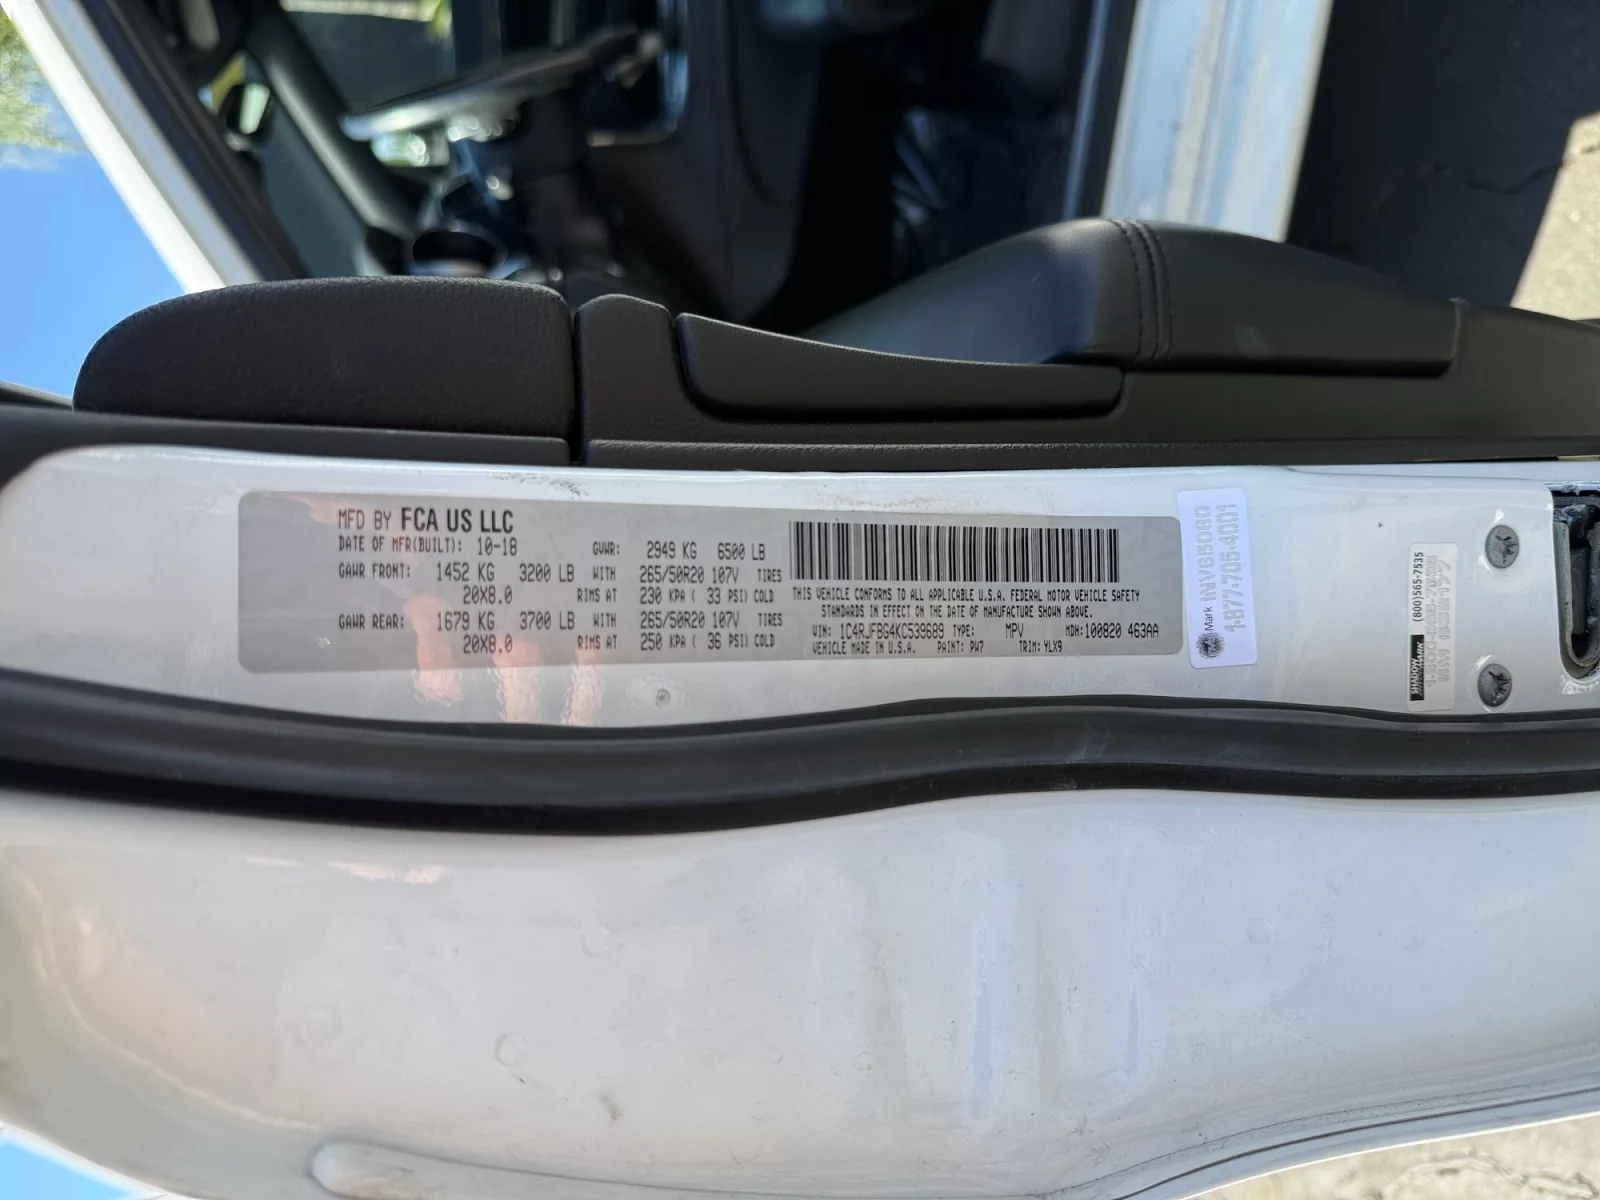 MFD BY FCA US LLC
DATE OF MFR(BUILT): 10-18 GVWR: 2949 KG 6500 LB
GAWR FRONT: 1452 KG 3200 LB WITH 265/50R20 107V TIRES
20X8.0 RIMS AT 230 KPA ( 33 PSI) COLD
GAWR REAR: 1679 KG 3700 LB WITH 265/50R20 107V TIRES
20X8.0 RIMS AT 250 KPA ( 36 PSI) COLD
THIS VEHICLE CONFORMS TO ALL APPLICABLE U.S.A. FEDERAL MOTOR VEHICLE SAFETY
STANDARDS IN EFFECT ON THE DATE OF MANUFACTURE SHOWN ABOVE.
VIN: 1C4RJFBG4KC539689 TYPE: MPV MDH:100820 463AA
VEHICLE MADE IN U.S.A. PAINT: PW7 TRIM: YLX9
Mark
1-877-705-4001
SHADOW MARK (800)565-7535